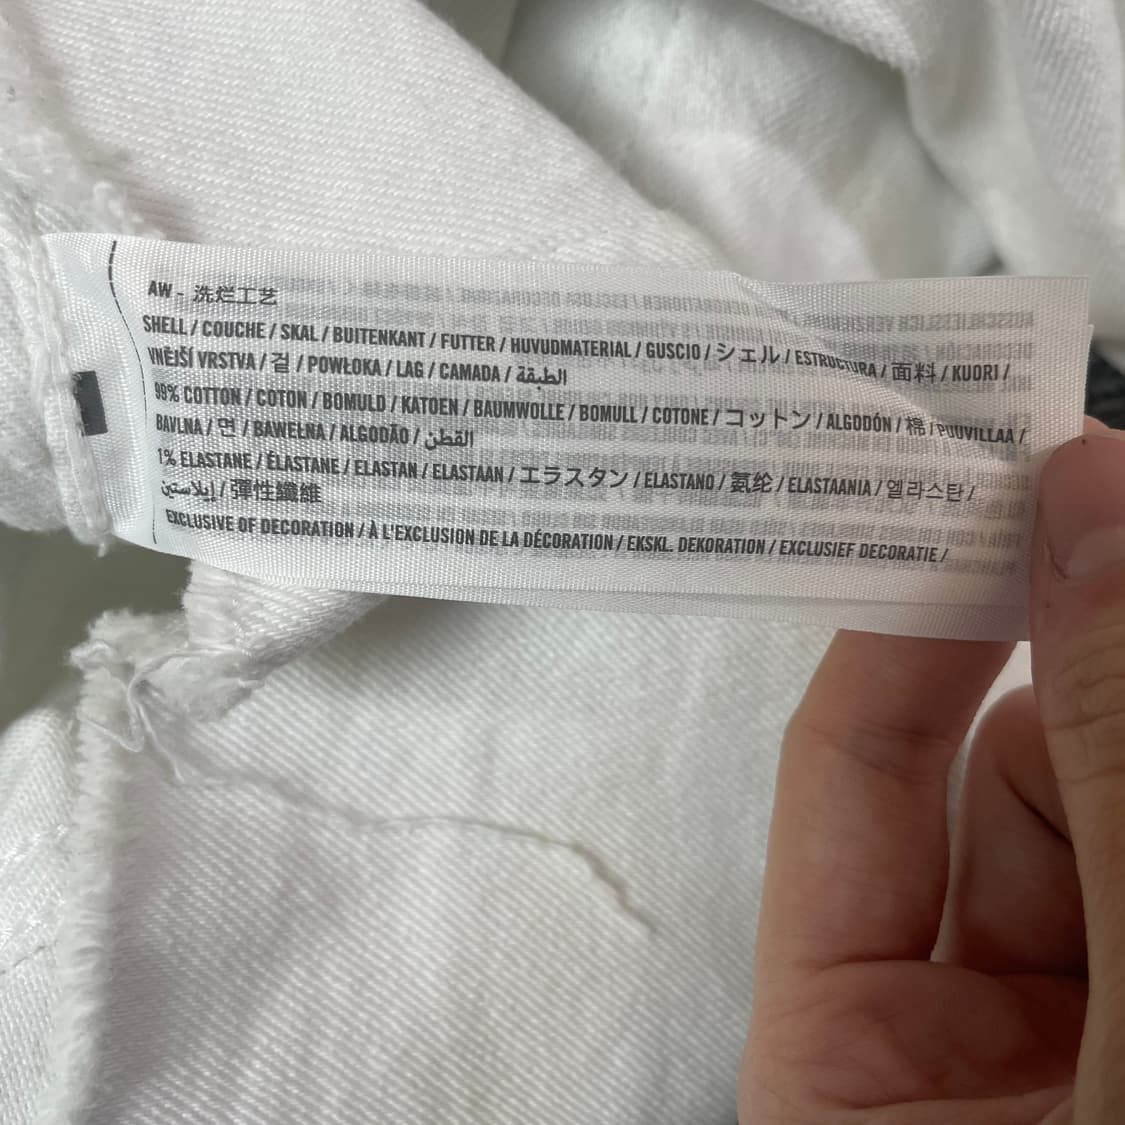 AW - 洗烂工艺
SHELL / COUCHE / SKAL / BUITENKANT / FUTTER / HUVUDMATERIAL / GUSCIO / シェル / ESTRUCTURA / 面料 / KUORI /
VNĚJŠÍ VRSTVA / 겉 / POWŁOKA / LAG / CAMADA / الطبقة
99% COTTON / COTON / BOMULD / KATOEN / BAUMWOLLE / BOMULL / COTONE / コットン / ALGODÓN / 棉 / PUUVILLAA /
BAVLNA / 면 / BAWEŁNA / ALGODÃO / القطن
1% ELASTANE / ÉLASTANE / ELASTAN / ELASTAAN / エラスタン / ELASTANO / 氨纶 / ELASTAANIA / 엘라스탄 /
إيلاستين / 彈性纖維
EXCLUSIVE OF DECORATION / À L'EXCLUSION DE LA DÉCORATION / EKSKL. DEKORATION / EXCLUSIEF DECORATIE /